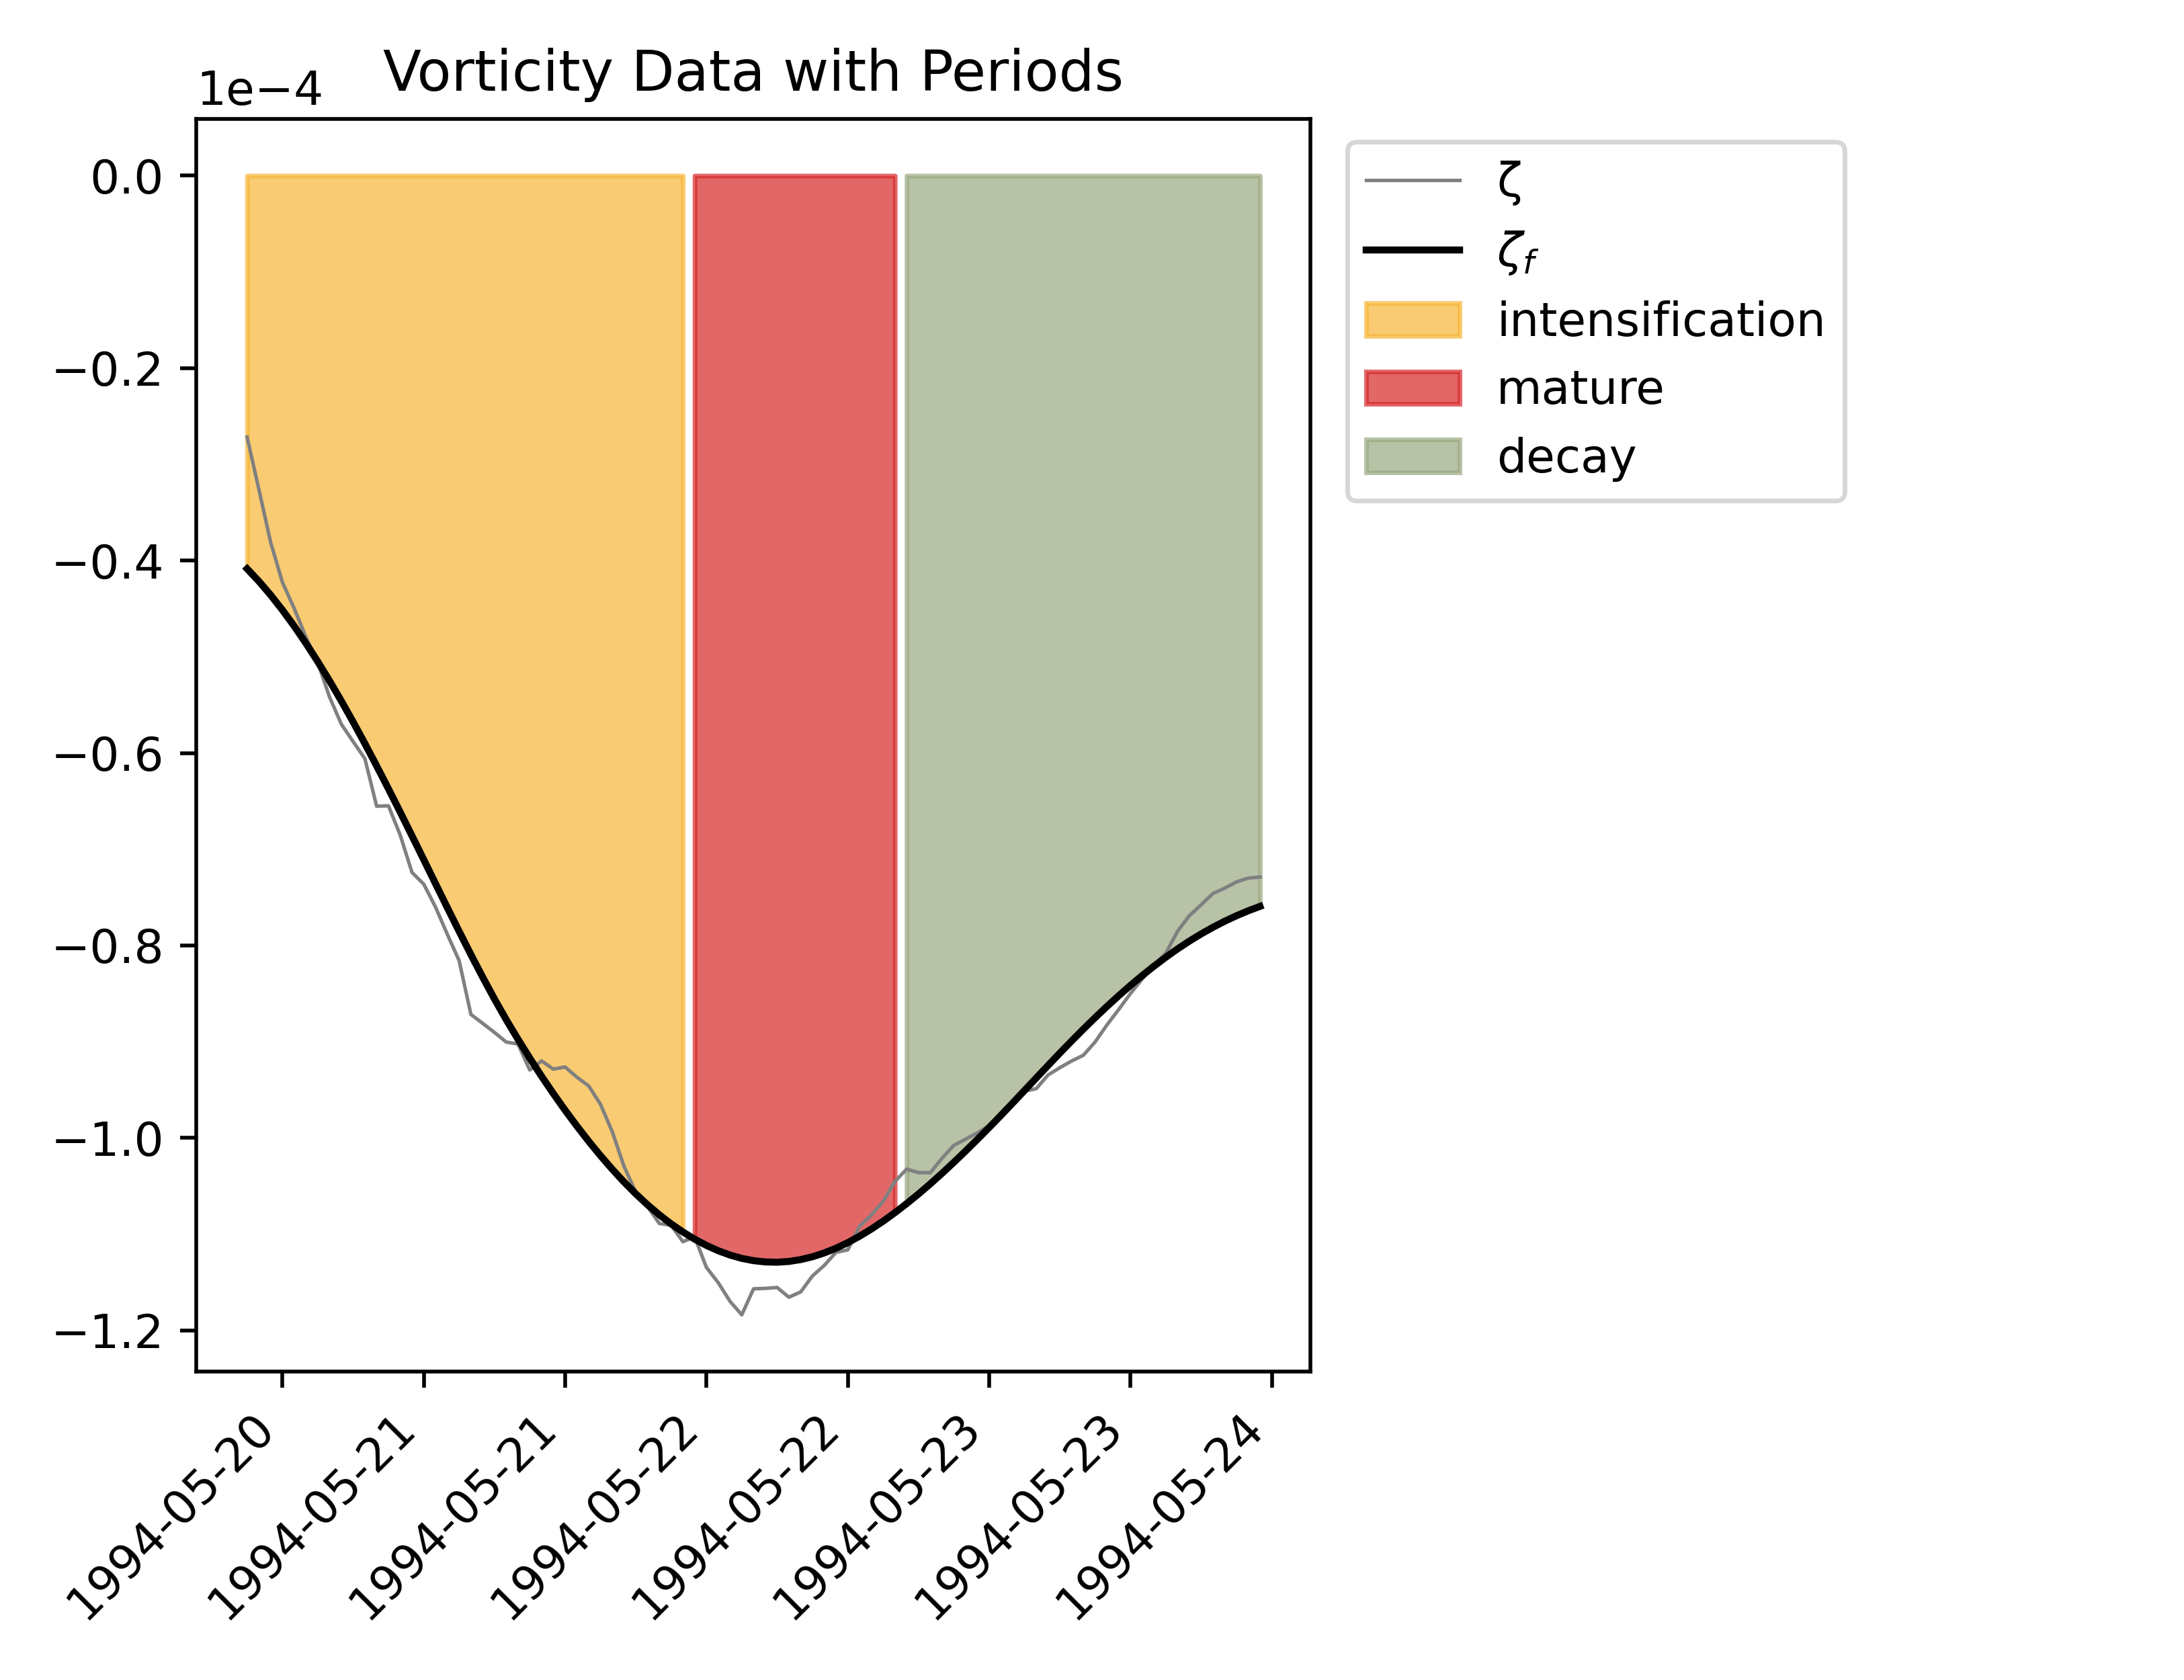 Vorticity Data with Periods
1e−4
0.0
−0.2
−0.4
−0.6
−0.8
−1.0
−1.2
1994-05-20
1994-05-21
1994-05-21
1994-05-22
1994-05-22
1994-05-23
1994-05-23
1994-05-24
ζ
ζf
intensification
mature
decay